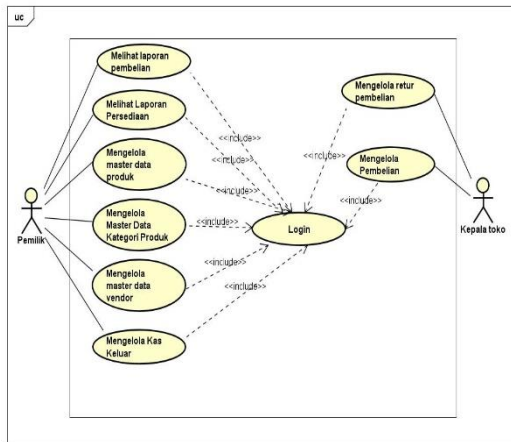 uc
Melihat laporan
pembelian
Melihat Laporan
Persediaan
Mengelola
master data
produk
Mengelola
Master Data
Kategori Produk
Mengelola
master data
vendor
Mengelola Kas
Keluar
Pemilik
<<include>>
<<include>>
<<include>>
<<include>>
<<include>>
<<include>>
Login
<<include>>
<<include>>
Mengelola retur
pembelian
Mengelola
Pembelian
Kepala toko